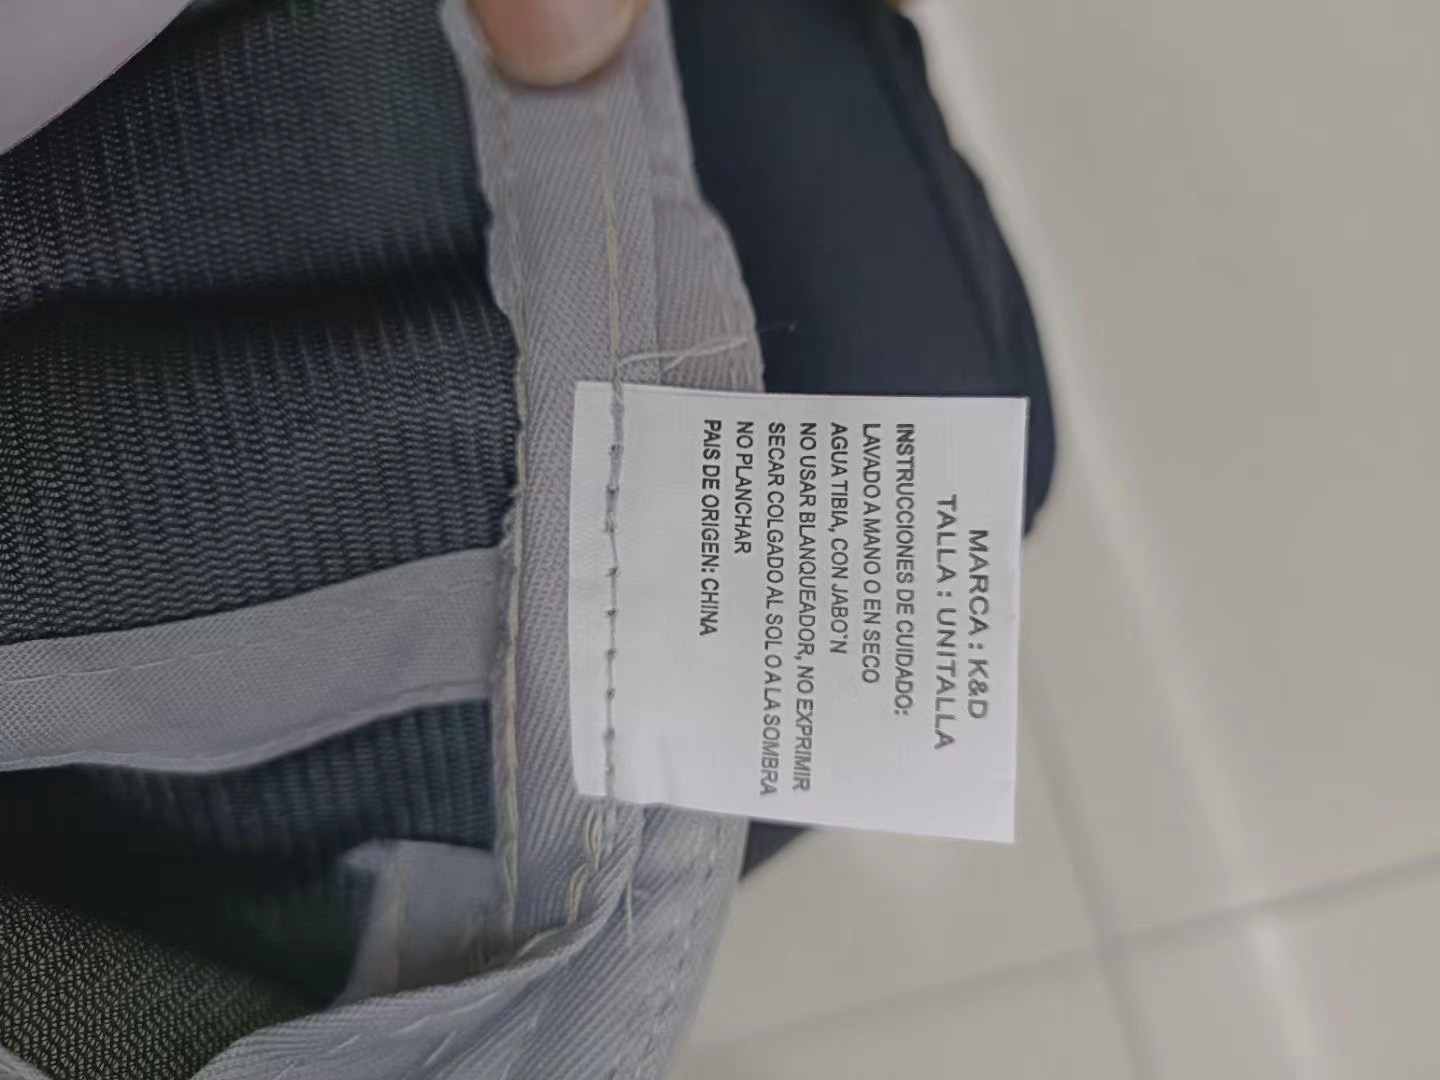 MARCA : K&D
TALLA : UNITALLA
INSTRUCCIONES DE CUIDADO:
LAVADO A MANO O EN SECO
AGUA TIBIA, CON JABO`N
NO USAR BLANQUEADOR, NO EXPRIMIR
SECAR COLGADO AL SOL O A LA SOMBRA
NO PLANCHAR
PAIS DE ORIGEN: CHINA